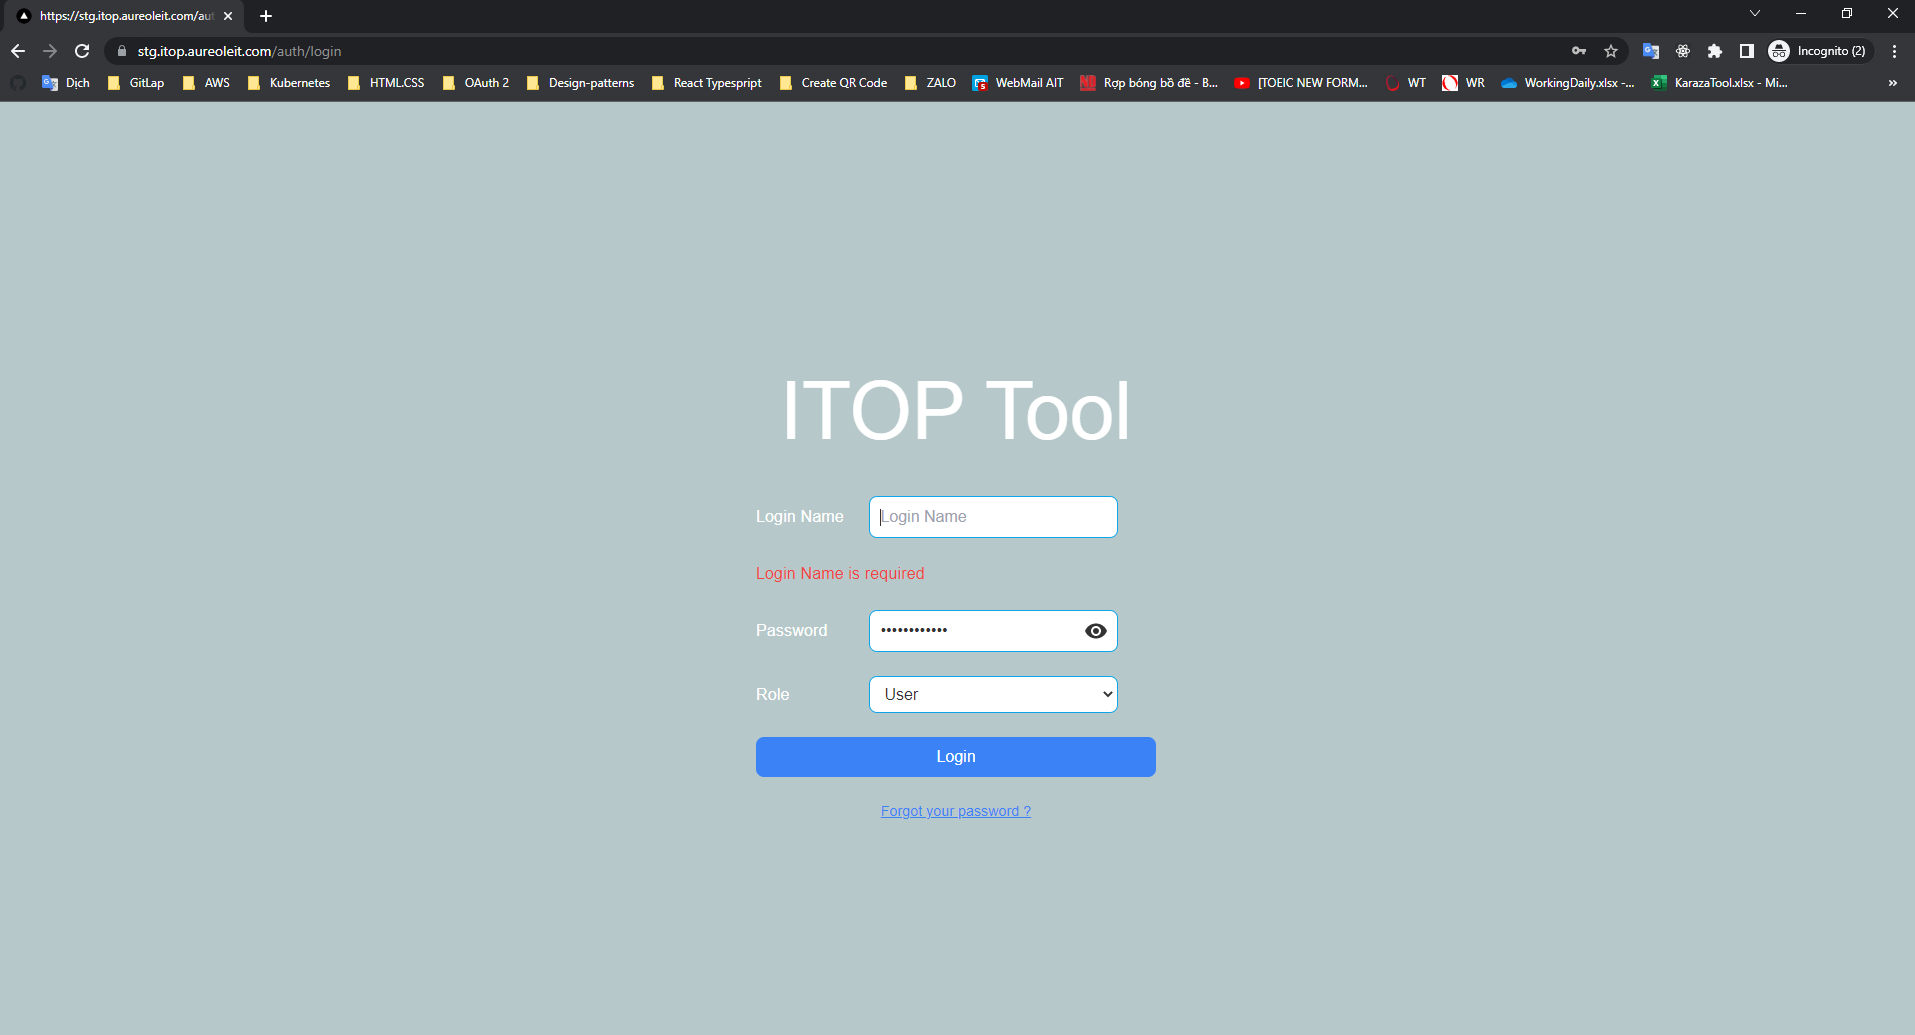 https://stg.itop.aureoleit.com/aut
stg.itop.aureoleit.com/auth/login
Incognito (2)
Dich GitLap AWS Kubernetes HTML.CSS OAuth 2 Design-patterns React Typespript Create QR Code ZALO WebMail AIT Rợp bóng bồ đề - B... [TOEIC NEW FORM... WT WR WorkingDaily.xlsx -... KarazaTool.xlsx - Mi... »
ITOP Tool
Login Name Login Name
Login Name is required
Password ••••••••••••
Role User
Login
Forgot your password ?